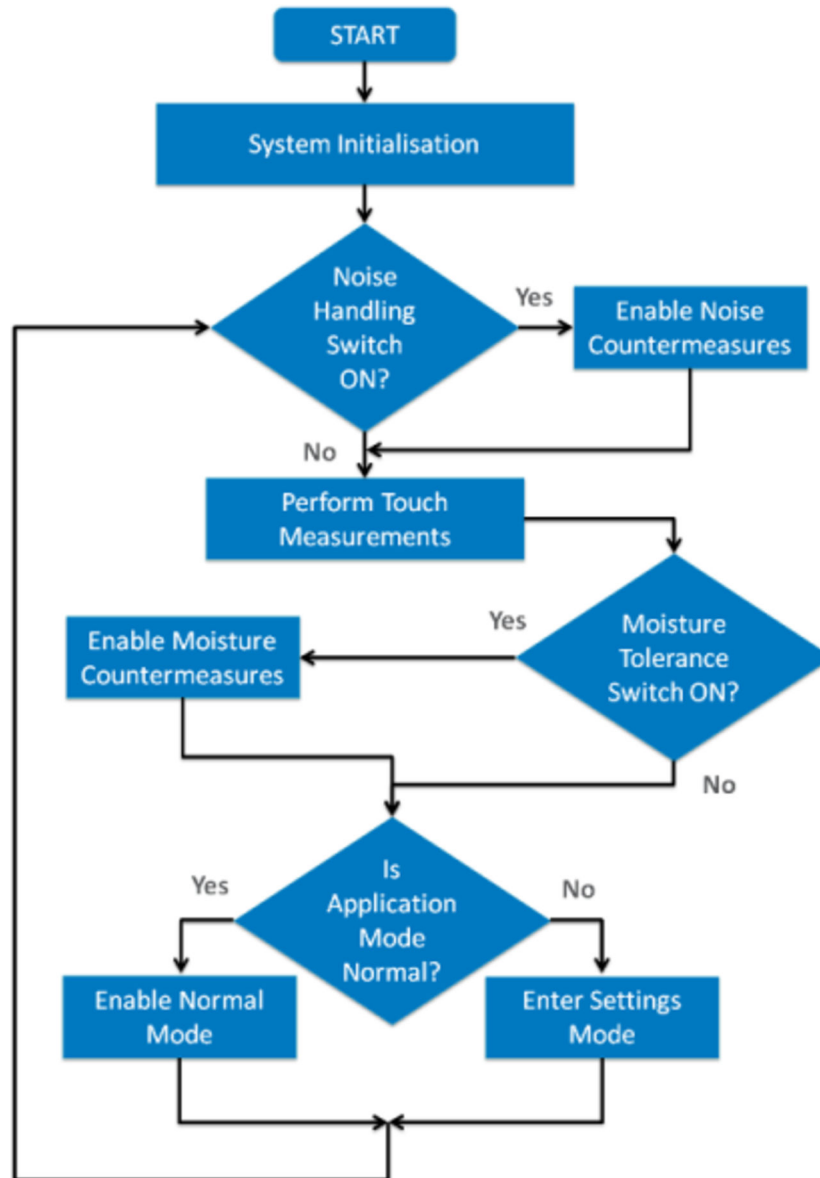 START
System Initialisation
Noise
Handling
Switch
ON?
Yes
Enable Noise
Countermeasures
No
Perform Touch
Measurements
Yes
Moisture
Tolerance
Switch ON?
Enable Moisture
Countermeasures
No
Is
Application
Mode
Normal?
Yes
No
Enable Normal
Mode
Enter Settings
Mode